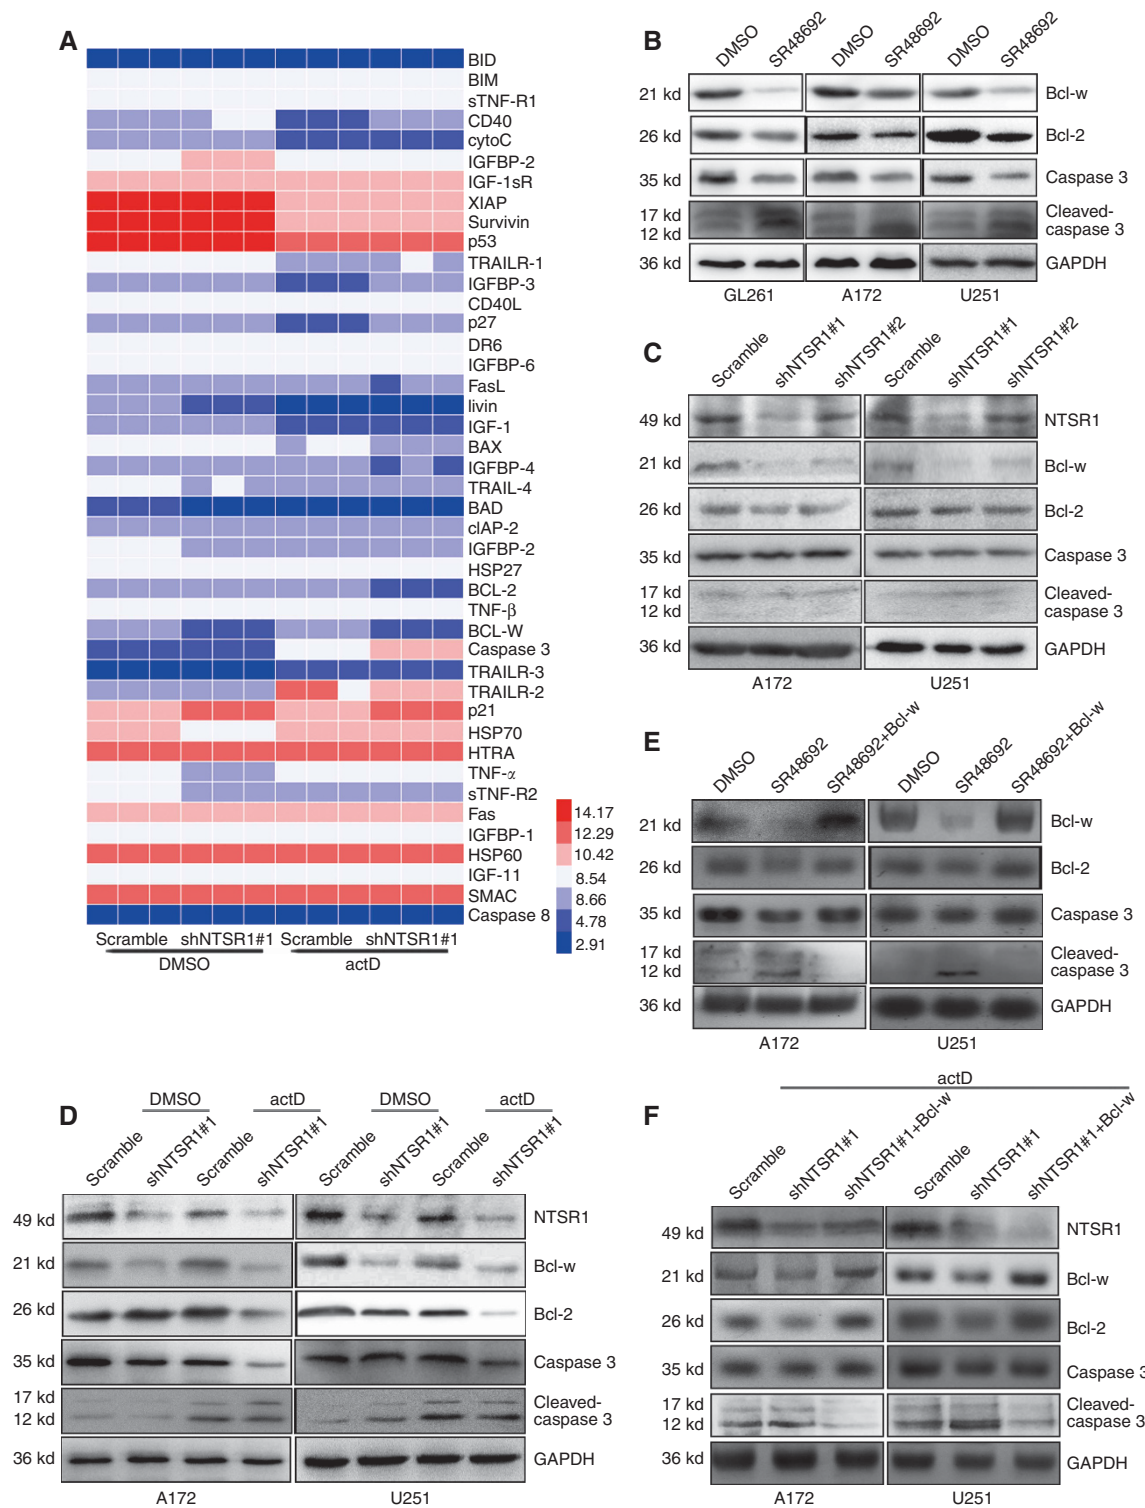 A
BID
BIM
sTNF-R1
CD40
cytoC
IGFBP-2
IGF-1sR
XIAP
Survivin
p53
TRAILR-1
IGFBP-3
CD40L
p27
DR6
IGFBP-6
FasL
livin
IGF-1
BAX
IGFBP-4
TRAIL-4
BAD
cIAP-2
IGFBP-2
HSP27
BCL-2
TNF-β
BCL-W
Caspase 3
TRAILR-3
TRAILR-2
p21
HSP70
HTRA
TNF-α
sTNF-R2
Fas
IGFBP-1
HSP60
IGF-11
SMAC
Caspase 8
14.17
12.29
10.42
8.54
8.66
4.78
2.91
Scramble shNTSR1#1 Scramble shNTSR1#1
DMSO actD
B
DMSO SR48692 DMSO SR48692 DMSO SR48692
21 kd Bcl-w
26 kd Bcl-2
35 kd Caspase 3
17 kd Cleaved-
12 kd caspase 3
36 kd GAPDH
GL261 A172 U251
C
Scramble shNTSR1#1 shNTSR1#2 Scramble shNTSR1#1 shNTSR1#2
49 kd NTSR1
21 kd Bcl-w
26 kd Bcl-2
35 kd Caspase 3
17 kd Cleaved-
12 kd caspase 3
36 kd GAPDH
A172 U251
E
DMSO SR48692 SR48692+Bcl-w DMSO SR48692 SR48692+Bcl-w
21 kd Bcl-w
26 kd Bcl-2
35 kd Caspase 3
17 kd Cleaved-
12 kd caspase 3
36 kd GAPDH
A172 U251
D
DMSO actD DMSO actD
Scramble shNTSR1#1 Scramble shNTSR1#1 Scramble shNTSR1#1 Scramble shNTSR1#1
49 kd NTSR1
21 kd Bcl-w
26 kd Bcl-2
35 kd Caspase 3
17 kd Cleaved-
12 kd caspase 3
36 kd GAPDH
A172 U251
F
actD
Scramble shNTSR1#1 shNTSR1#1+Bcl-w Scramble shNTSR1#1 shNTSR1#1+Bcl-w
49 kd NTSR1
21 kd Bcl-w
26 kd Bcl-2
35 kd Caspase 3
17 kd Cleaved-
12 kd caspase 3
36 kd GAPDH
A172 U251